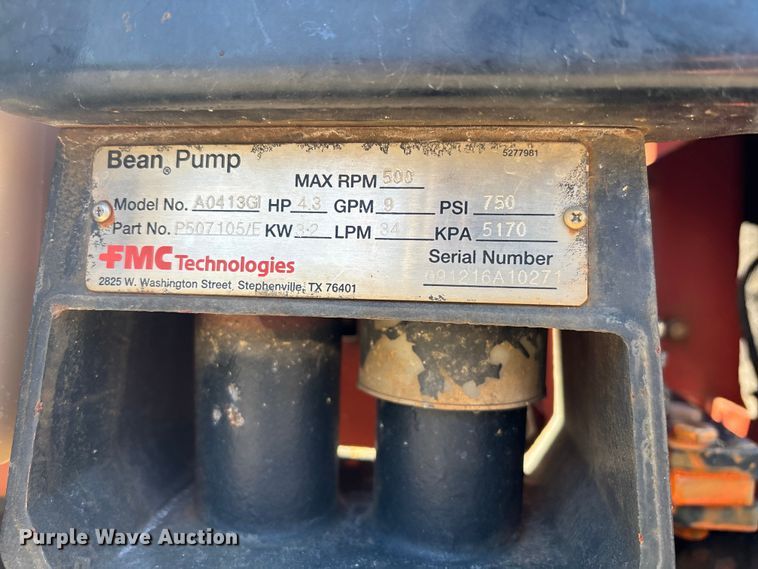 Bean® Pump
5277981
MAX RPM 500
Model No. A0413GI HP 4.3 GPM 9 PSI 750
Part No. P507105/E KW 3.2 LPM 34 KPA 5170
FMC Technologies
Serial Number
2825 W. Washington Street, Stephenville, TX 76401
091216A10271
Purple Wave Auction